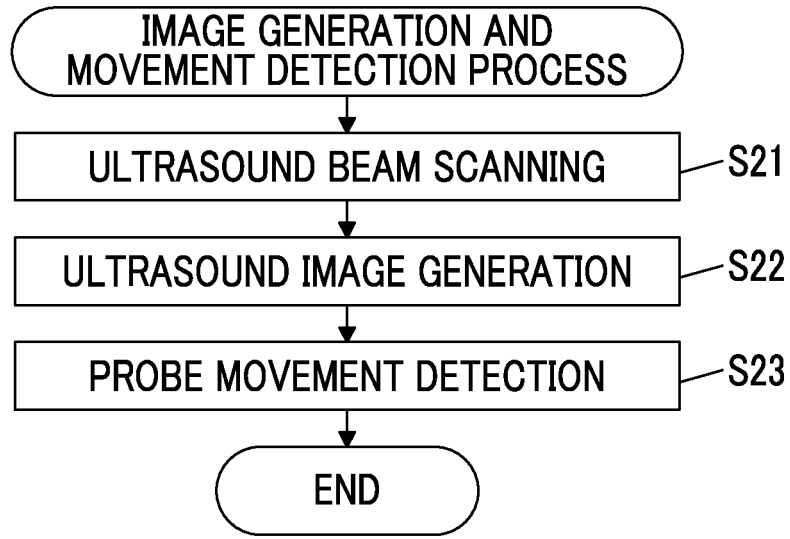 IMAGE GENERATION AND
MOVEMENT DETECTION PROCESS
ULTRASOUND BEAM SCANNING
S21
ULTRASOUND IMAGE GENERATION
S22
PROBE MOVEMENT DETECTION
S23
END